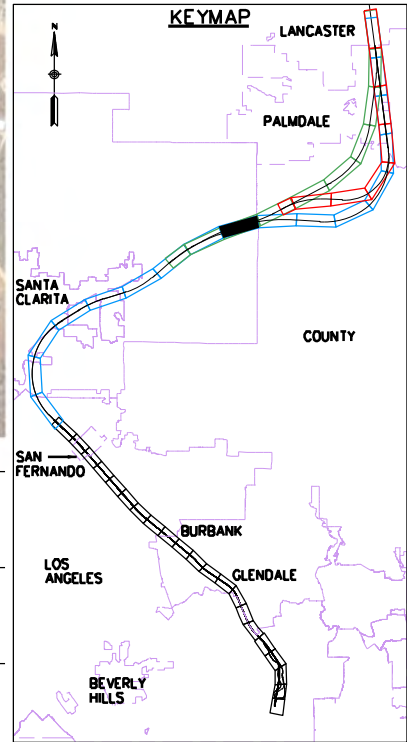 KEYMAP
N
LANCASTER
PALMDALE
SANTA
CLARITA
COUNTY
SAN
FERNANDO
BURBANK
LOS
ANGELES
GLENDALE
BEVERLY
HILLS